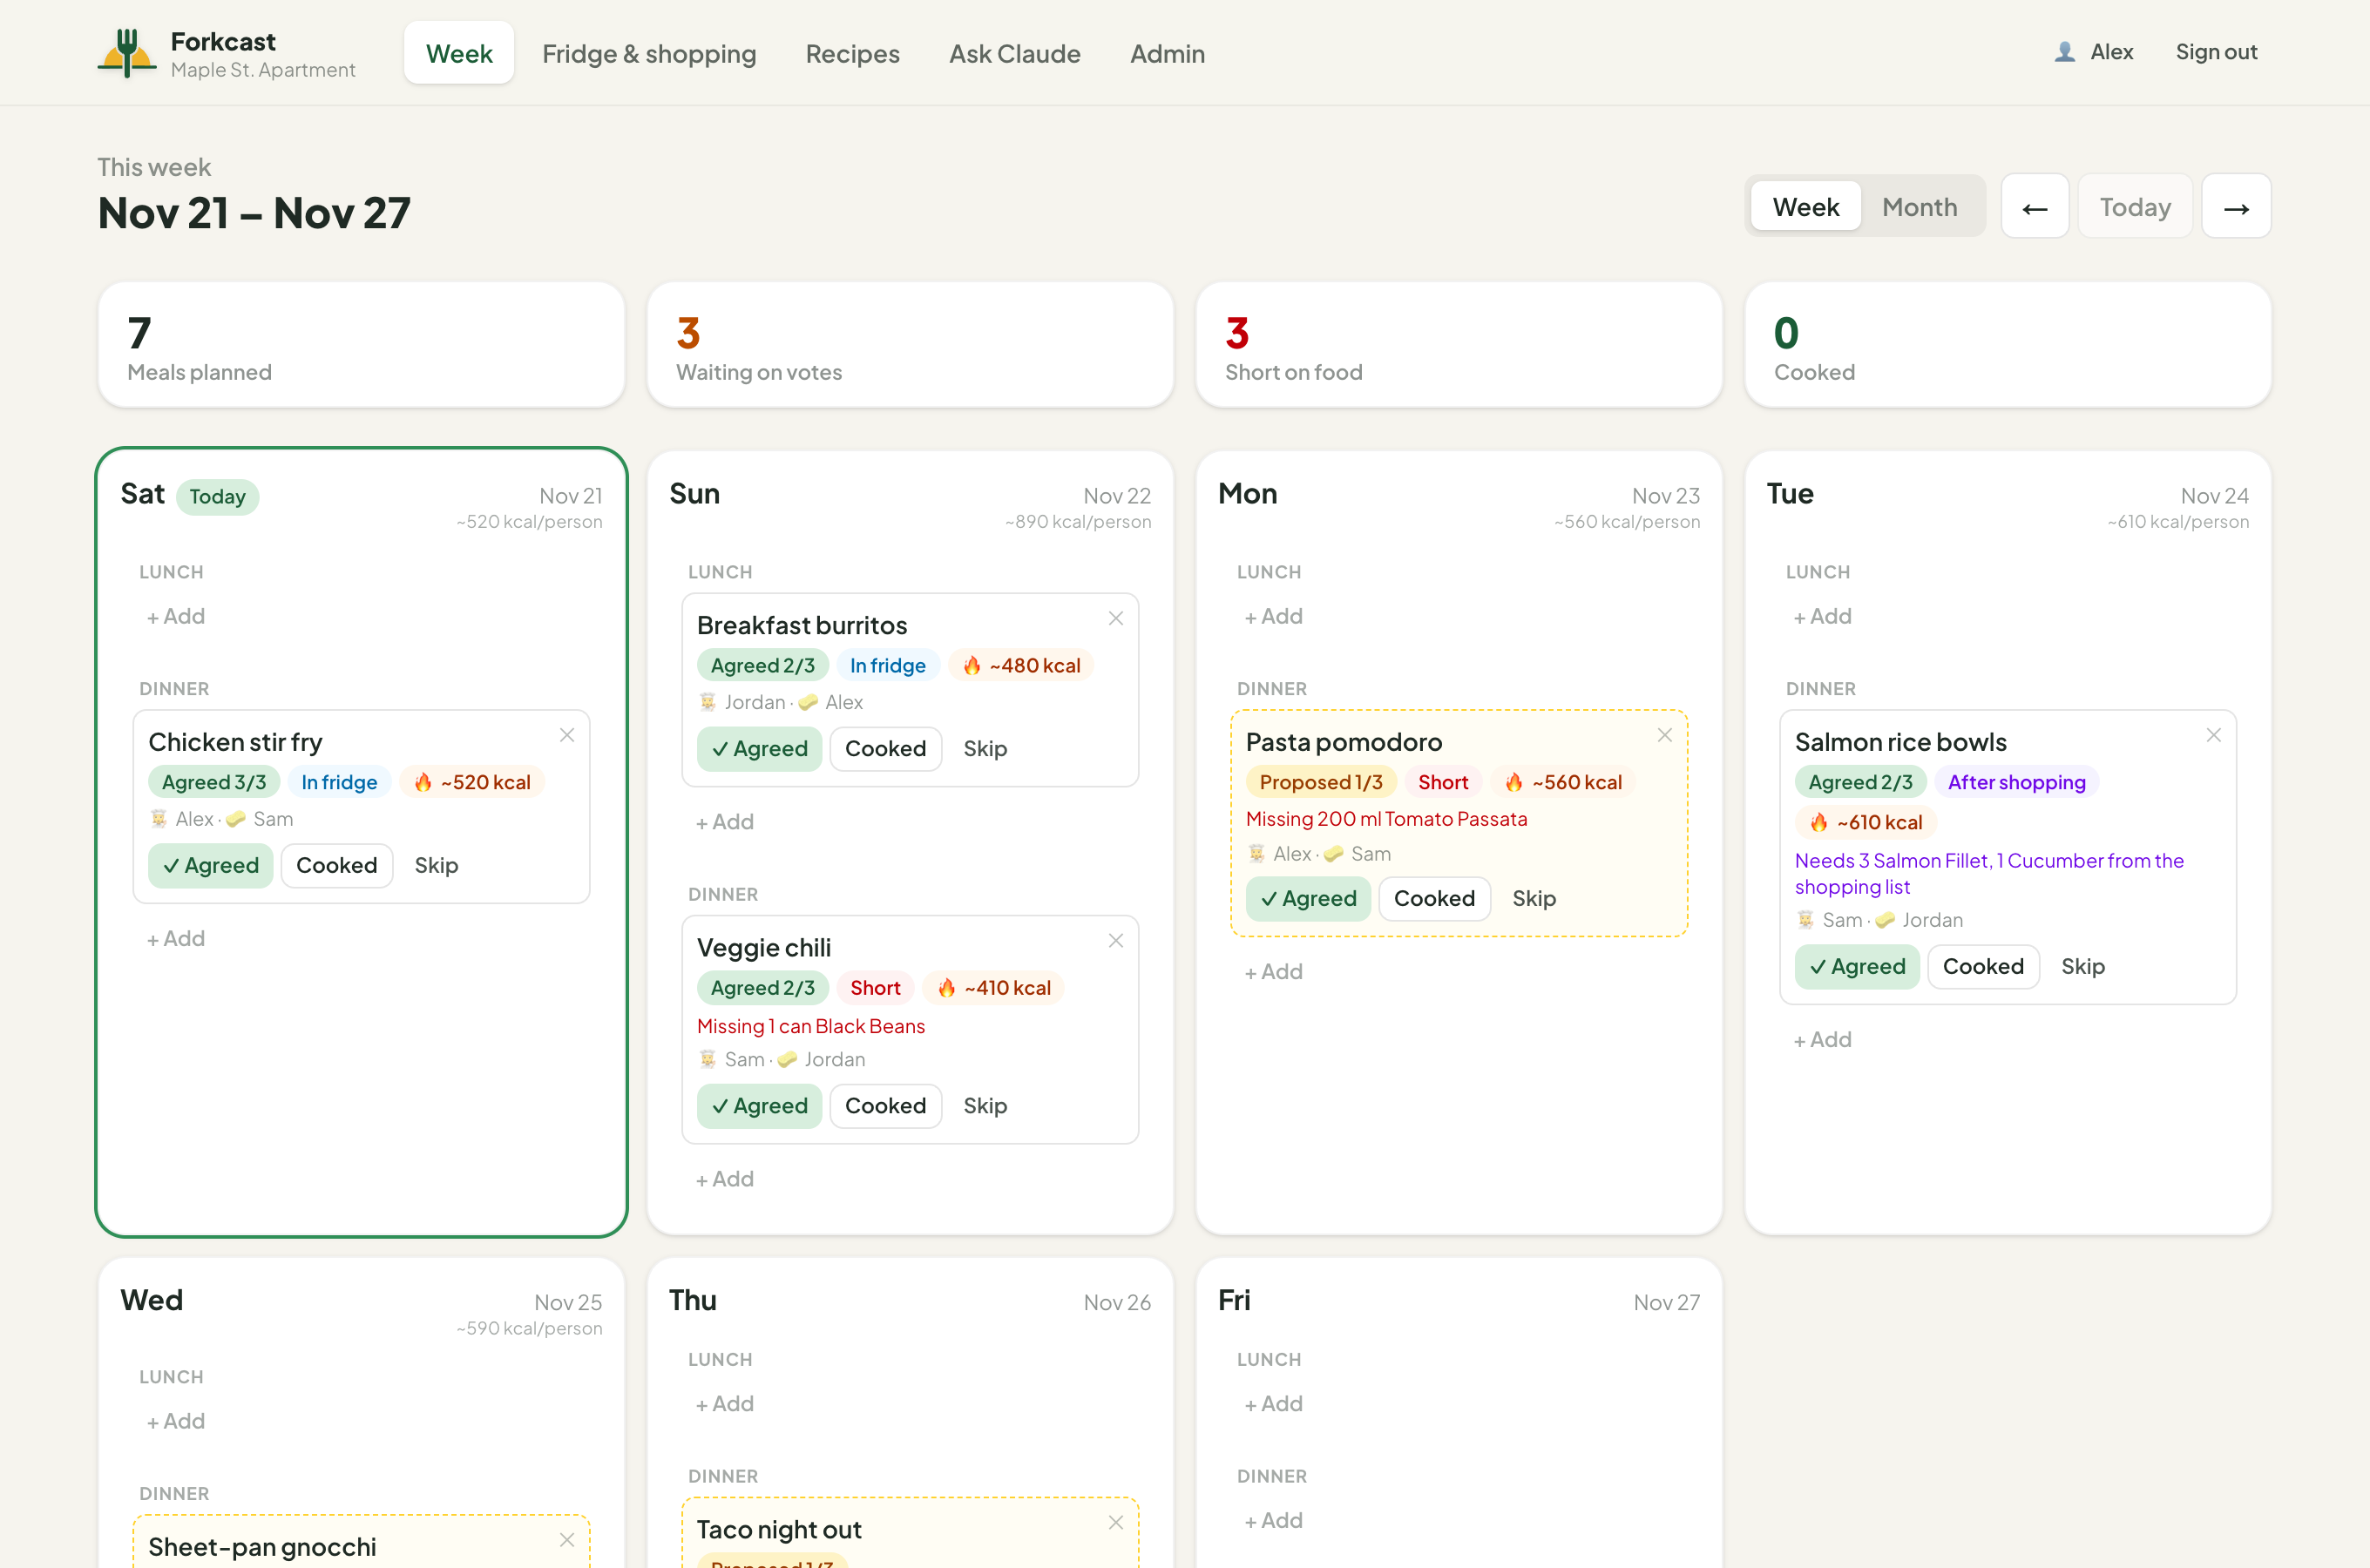 Forkcast
Maple St. Apartment
Week
Fridge & shopping
Recipes
Ask Claude
Admin
Alex
Sign out
This week
Nov 21 – Nov 27
Week
Month
←
Today
→
7
Meals planned
3
Waiting on votes
3
Short on food
0
Cooked
Sat
Today
Nov 21
~520 kcal/person
LUNCH
+ Add
DINNER
Chicken stir fry
Agreed 3/3
In fridge
🔥 ~520 kcal
Alex · 🧽 Sam
✓ Agreed
Cooked
Skip
+ Add
Sun
Nov 22
~890 kcal/person
LUNCH
Breakfast burritos
Agreed 2/3
In fridge
🔥 ~480 kcal
Jordan · 🧽 Alex
✓ Agreed
Cooked
Skip
+ Add
DINNER
Veggie chili
Agreed 2/3
Short
🔥 ~410 kcal
Missing 1 can Black Beans
Sam · 🧽 Jordan
✓ Agreed
Cooked
Skip
+ Add
Mon
Nov 23
~560 kcal/person
LUNCH
+ Add
DINNER
Pasta pomodoro
Proposed 1/3
Short
🔥 ~560 kcal
Missing 200 ml Tomato Passata
Alex · 🧽 Sam
✓ Agreed
Cooked
Skip
+ Add
Tue
Nov 24
~610 kcal/person
LUNCH
+ Add
DINNER
Salmon rice bowls
Agreed 2/3
After shopping
🔥 ~610 kcal
Needs 3 Salmon Fillet, 1 Cucumber from the
shopping list
Sam · 🧽 Jordan
✓ Agreed
Cooked
Skip
+ Add
Wed
Nov 25
~590 kcal/person
LUNCH
+ Add
DINNER
Sheet-pan gnocchi
Thu
Nov 26
LUNCH
+ Add
DINNER
Taco night out
Proposed 1/3
Fri
Nov 27
LUNCH
+ Add
DINNER
+ Add